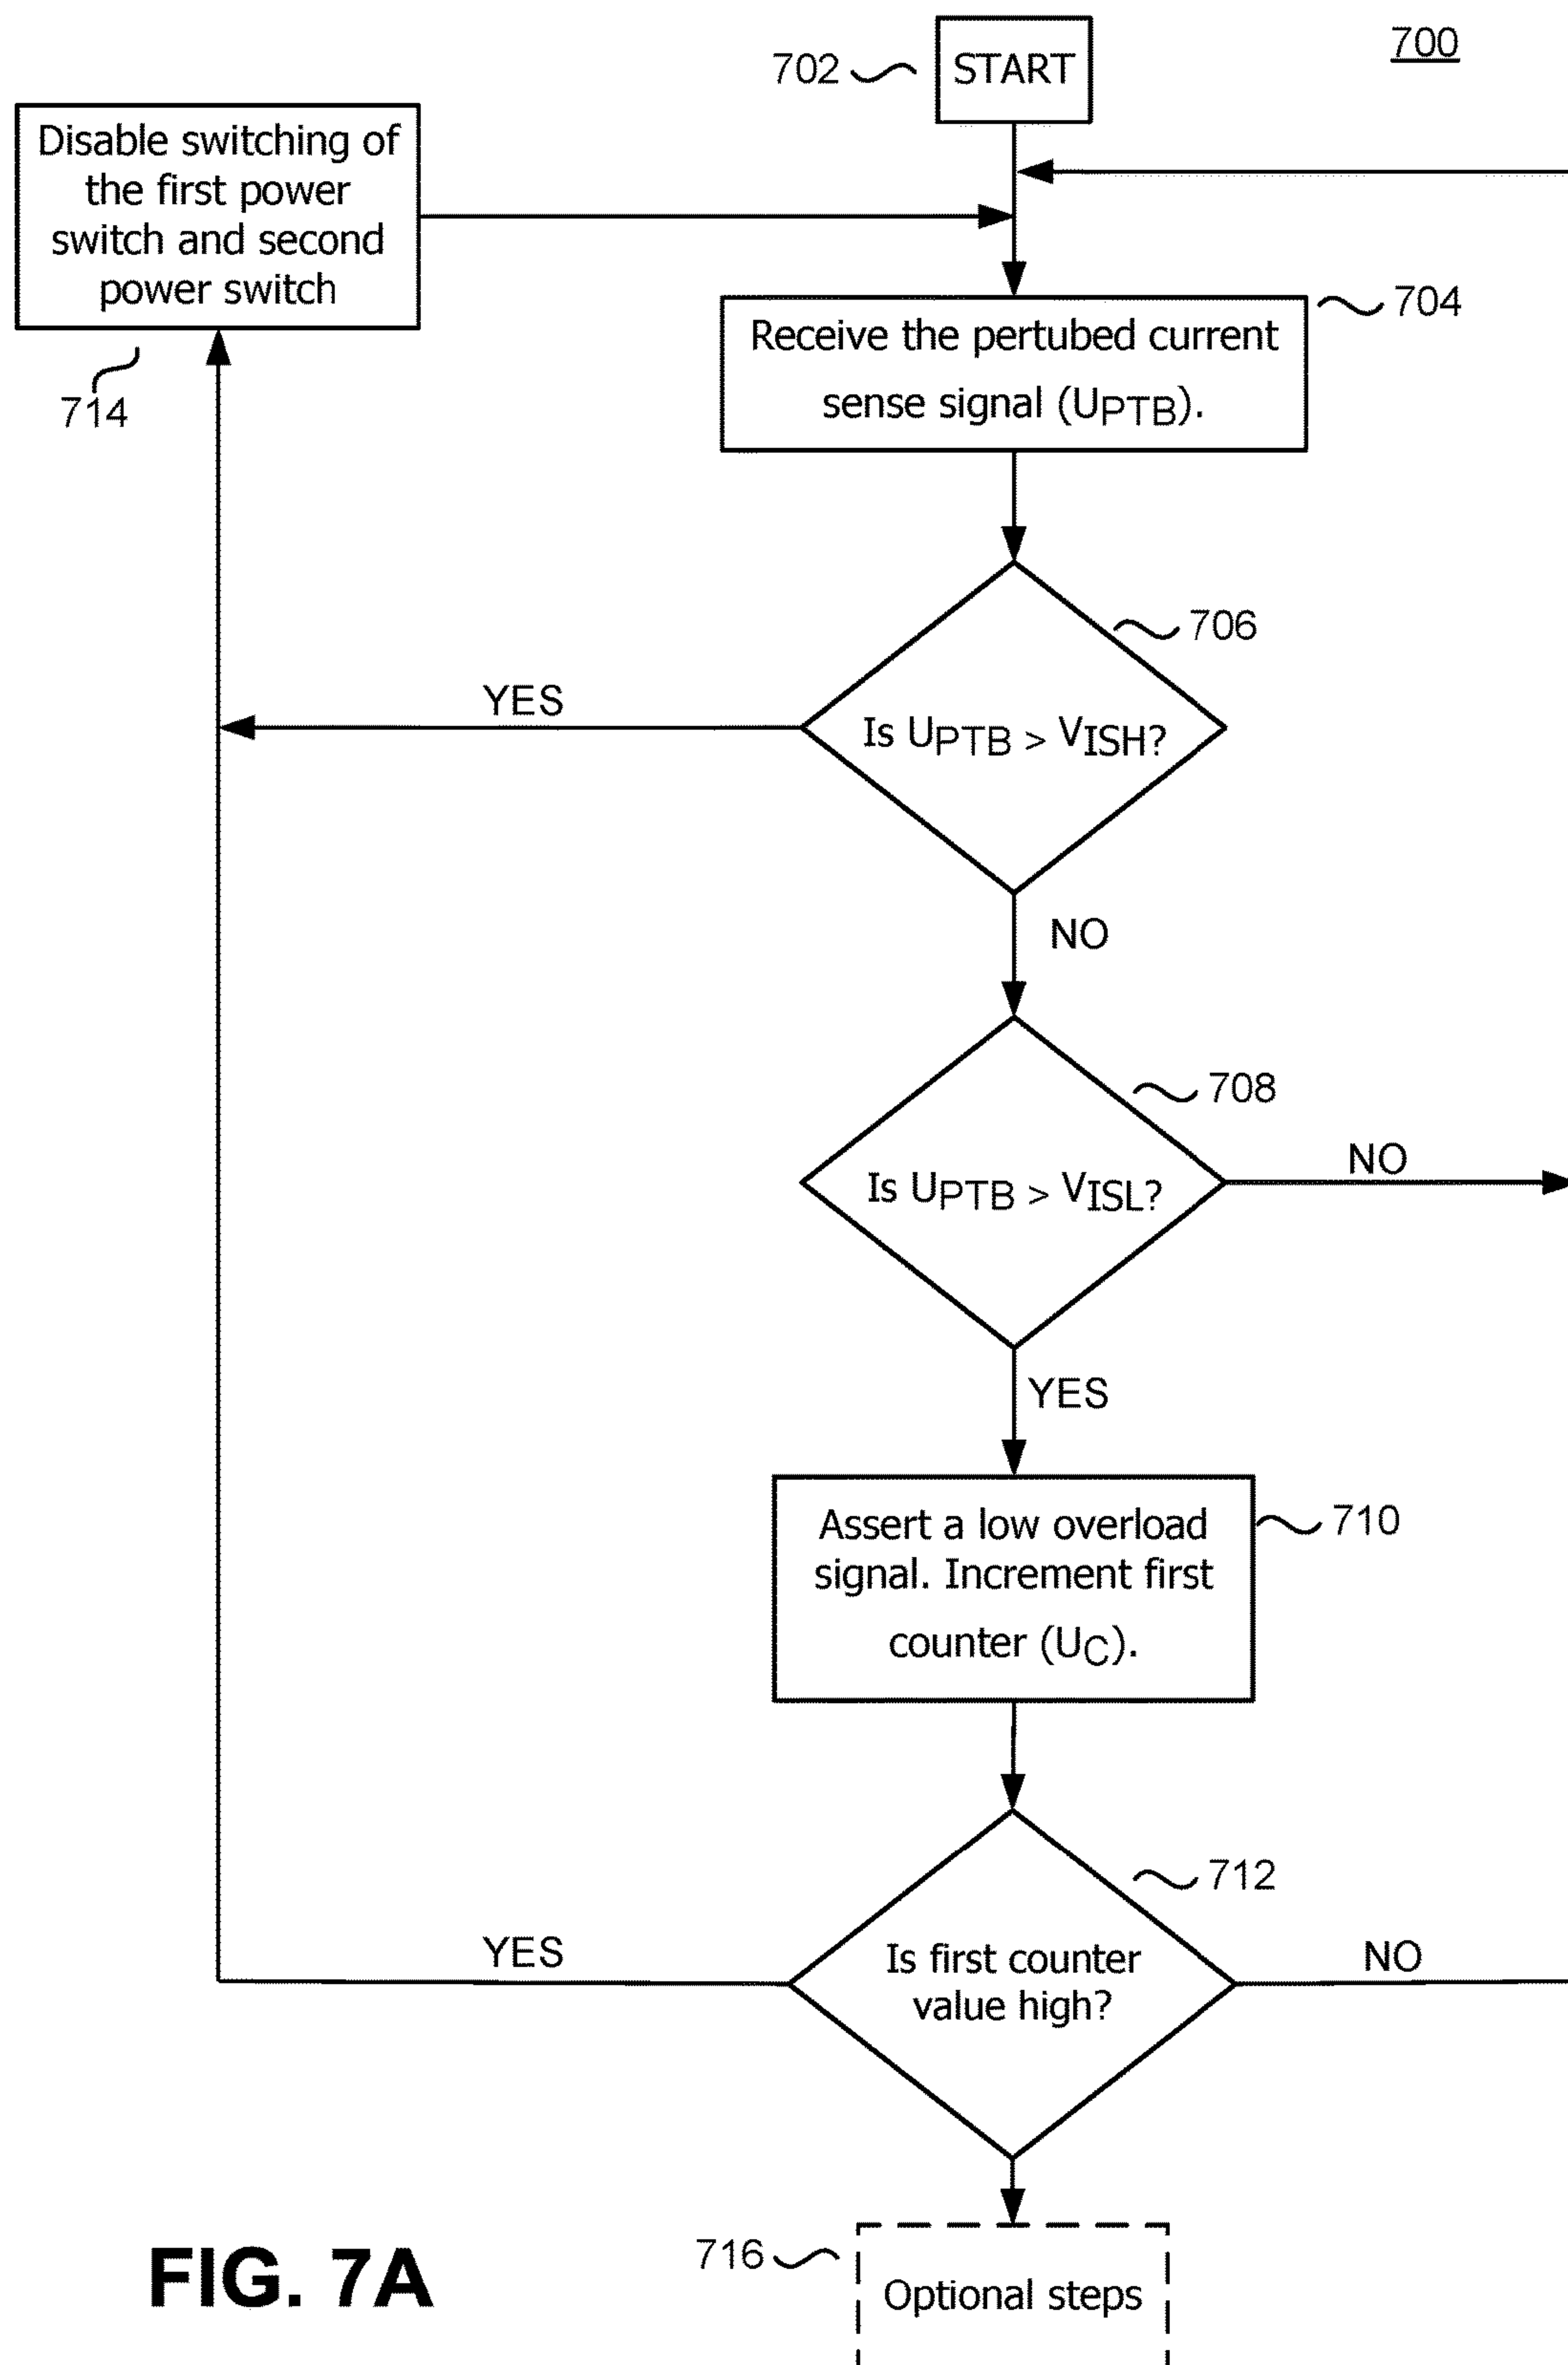 700
702
START
Disable switching of
the first power
switch and second
power switch
714
704
Receive the pertubed current
sense signal (UPTB).
706
Is UPTB > VISH?
YES
NO
708
Is UPTB > VISL?
NO
YES
710
Assert a low overload
signal. Increment first
counter (UC).
712
Is first counter
value high?
YES
NO
716
Optional steps
FIG. 7A